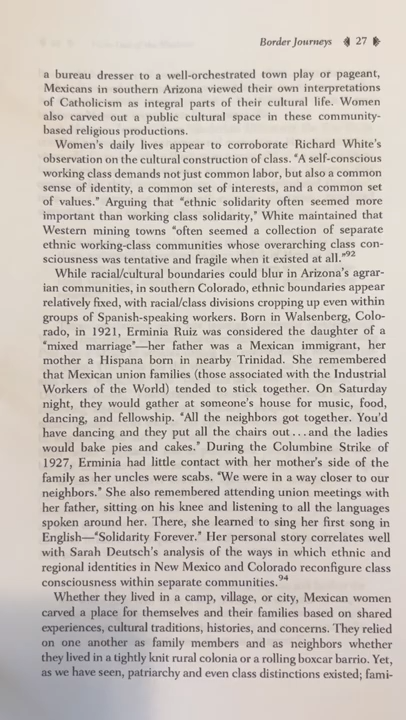 Border Journeys 27
a bureau dresser to a well-orchestrated town play or pageant,
Mexicans in southern Arizona viewed their own interpretations
of Catholicism as integral parts of their cultural life. Women
also carved out a public cultural space in these community-
based religious productions.
Women's daily lives appear to corroborate Richard White's
observation on the cultural construction of class. "A self-conscious
working class demands not just common labor, but also a common
sense of identity, a common set of interests, and a common set
of values." Arguing that "ethnic solidarity often seemed more
important than working class solidarity," White maintained that
Western mining towns "often seemed a collection of separate
ethnic working-class communities whose overarching class con-
sciousness was tentative and fragile when it existed at all."92
While racial/cultural boundaries could blur in Arizona's agrar-
ian communities, in southern Colorado, ethnic boundaries appear
relatively fixed, with racial/class divisions cropping up even within
groups of Spanish-speaking workers. Born in Walsenberg, Colo-
rado, in 1921, Erminia Ruiz was considered the daughter of a
"mixed marriage"—her father was a Mexican immigrant, her
mother a Hispana born in nearby Trinidad. She remembered
that Mexican union families (those associated with the Industrial
Workers of the World) tended to stick together. On Saturday
night, they would gather at someone's house for music, food,
dancing, and fellowship. "All the neighbors got together. You'd
have dancing and they put all the chairs out...and the ladies
would bake pies and cakes." During the Columbine Strike of
1927, Erminia had little contact with her mother's side of the
family as her uncles were scabs. "We were in a way closer to our
neighbors." She also remembered attending union meetings with
her father, sitting on his knee and listening to all the languages
spoken around her. There, she learned to sing her first song in
English—"Solidarity Forever." Her personal story correlates well
with Sarah Deutsch's analysis of the ways in which ethnic and
regional identities in New Mexico and Colorado reconfigure class
consciousness within separate communities.94
Whether they lived in a camp, village, or city, Mexican women
carved a place for themselves and their families based on shared
experiences, cultural traditions, histories, and concerns. They relied
on one another as family members and as neighbors whether
they lived in a tightly knit rural colonia or a rolling boxcar barrio. Yet,
as we have seen, patriarchy and even class distinctions existed; fami-